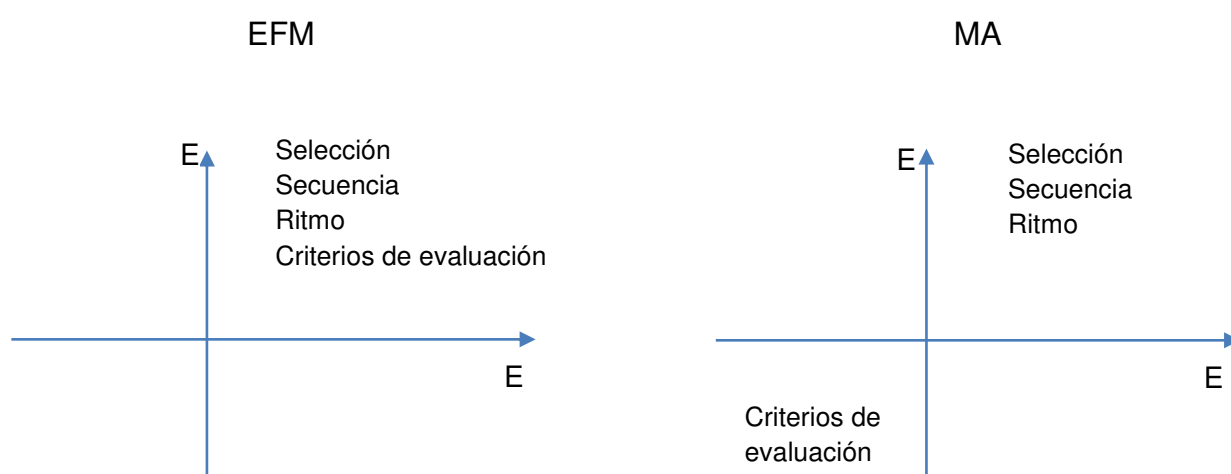 EFM
E
Selección
Secuencia
Ritmo
Criterios de evaluación
E
MA
E
Selección
Secuencia
Ritmo
E
Criterios de
evaluación